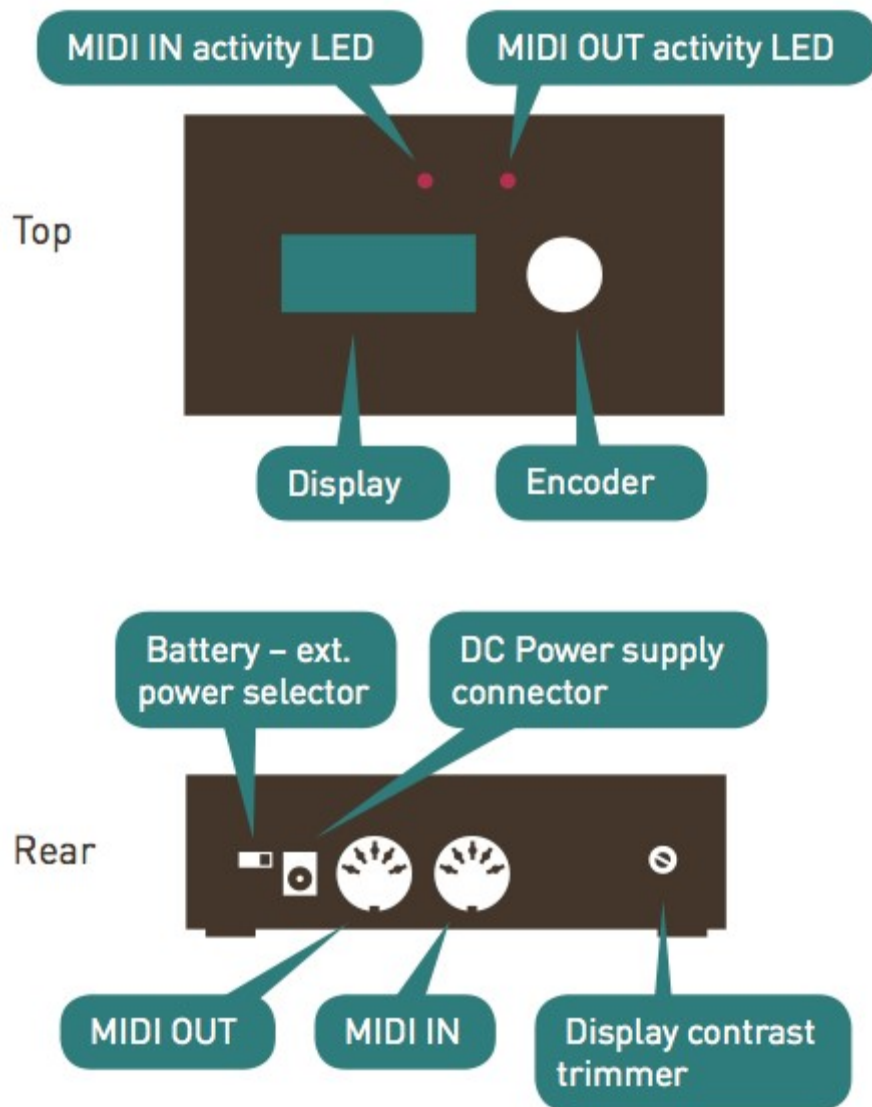 MIDI IN activity LED
MIDI OUT activity LED
Top
Display
Encoder
Battery – ext.
power selector
DC Power supply
connector
Rear
MIDI OUT
MIDI IN
Display contrast
trimmer